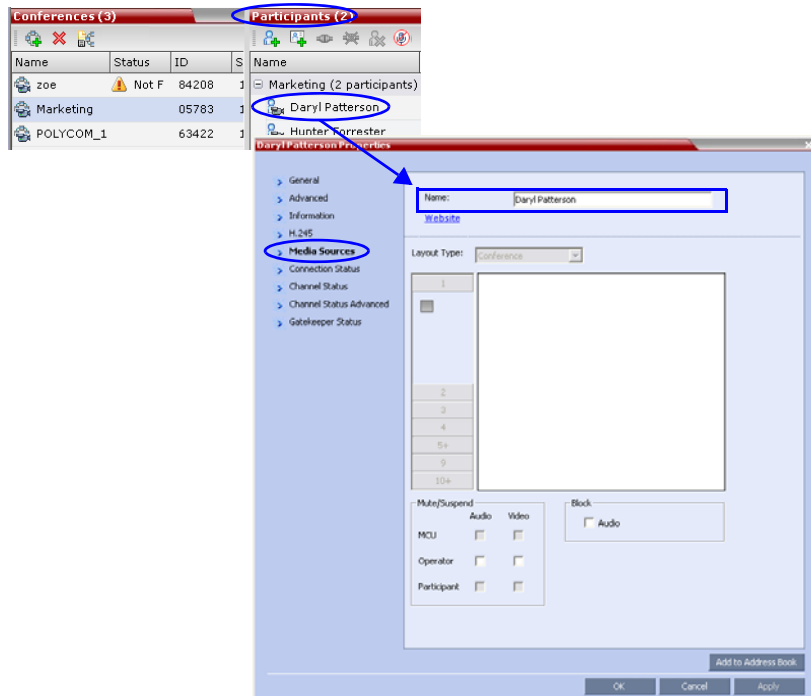 Conferences (3)
Participants (2)
Name Status ID S
Name
zoe Not F 84208 1
Marketing (2 participants)
Marketing 05783 1
Daryl Patterson
POLYCOM_1 63422 1
Hunter Forrester
Daryl Patterson Properties
General
Advanced
Information
H.245
Media Sources
Connection Status
Channel Status
Channel Status Advanced
Gatekeeper Status
Name: Daryl Patterson
Website
Layout Type: Conference
1
2
3
4
5+
9
10+
Mute/Suspend
Audio Video
MCU
Operator
Participant
Block
Audio
Add to Address Book
OK Cancel Apply